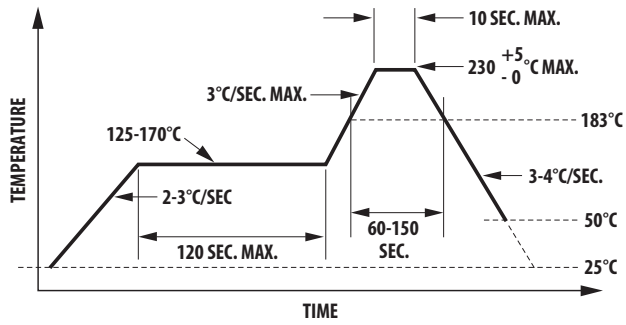 10 SEC. MAX.
230 +5 - 0 °C MAX.
3°C/SEC. MAX.
183°C
125-170°C
TEMPERATURE
2-3°C/SEC
3-4°C/SEC.
60-150
SEC.
120 SEC. MAX.
50°C
25°C
TIME